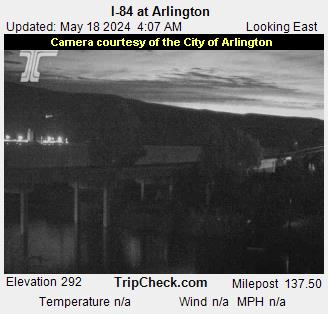 I-84 at Arlington
Updated: May 18 2024 4:07 AM Looking East
Camera courtesy of the City of Arlington
Elevation 292 TripCheck.com Milepost 137.50
Temperature n/a Wind n/a MPH n/a